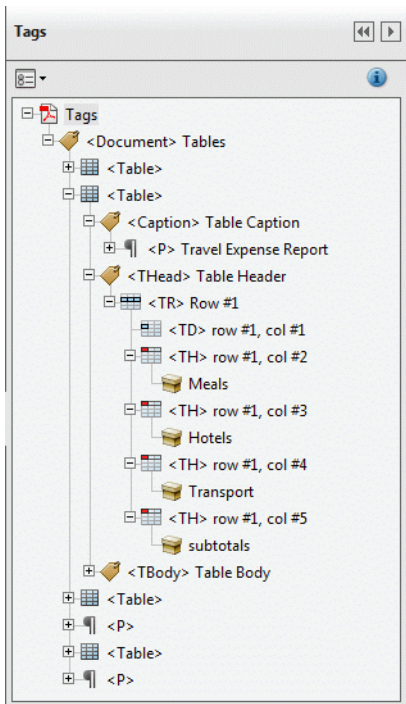 Tags
Tags
<Document> Tables
<Table>
<Table>
<Caption> Table Caption
<P> Travel Expense Report
<THead> Table Header
<TR> Row #1
<TD> row #1, col #1
<TH> row #1, col #2
Meals
<TH> row #1, col #3
Hotels
<TH> row #1, col #4
Transport
<TH> row #1, col #5
subtotals
<TBody> Table Body
<Table>
<P>
<Table>
<P>